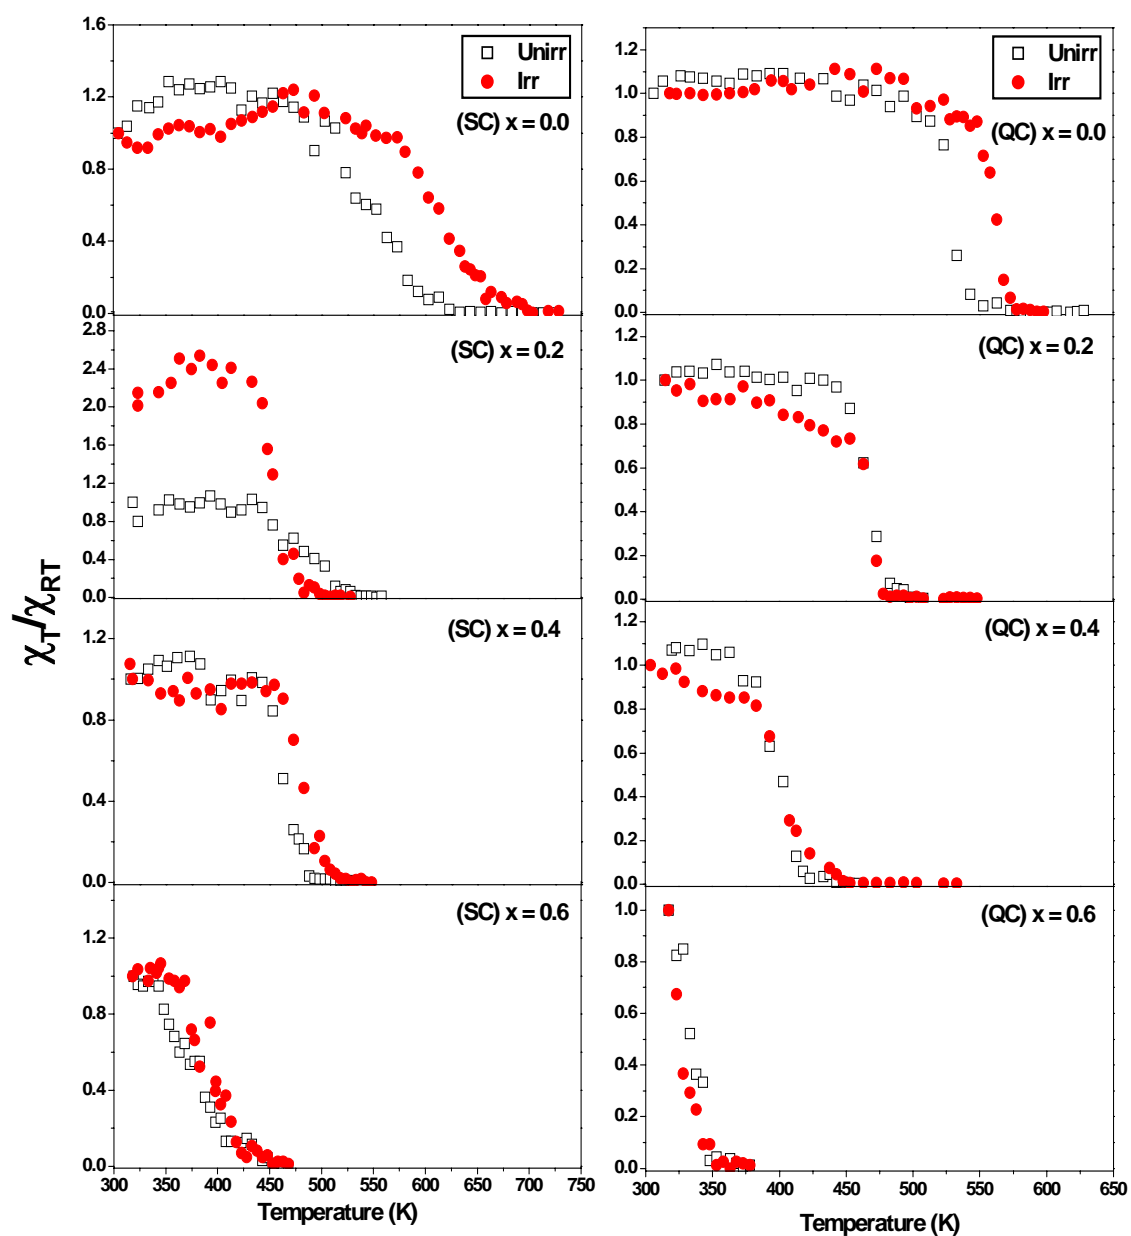 χT/χRT
1.6
1.2
0.8
0.4
0.0
Unirr
Irr
(SC) x = 0.0
2.8
2.4
2.0
1.6
1.2
0.8
0.4
0.0
(SC) x = 0.2
1.2
0.8
0.4
0.0
(SC) x = 0.4
1.2
0.8
0.4
0.0
(SC) x = 0.6
300 350 400 450 500 550 600 650 700 750
Temperature (K)
1.2
1.0
0.8
0.6
0.4
0.2
0.0
Unirr
Irr
(QC) x = 0.0
1.0
0.8
0.6
0.4
0.2
0.0
(QC) x = 0.2
1.2
1.0
0.8
0.6
0.4
0.2
0.0
(QC) x = 0.4
1.0
0.8
0.6
0.4
0.2
0.0
(QC) x = 0.6
300 350 400 450 500 550 600 650
Temperature (K)